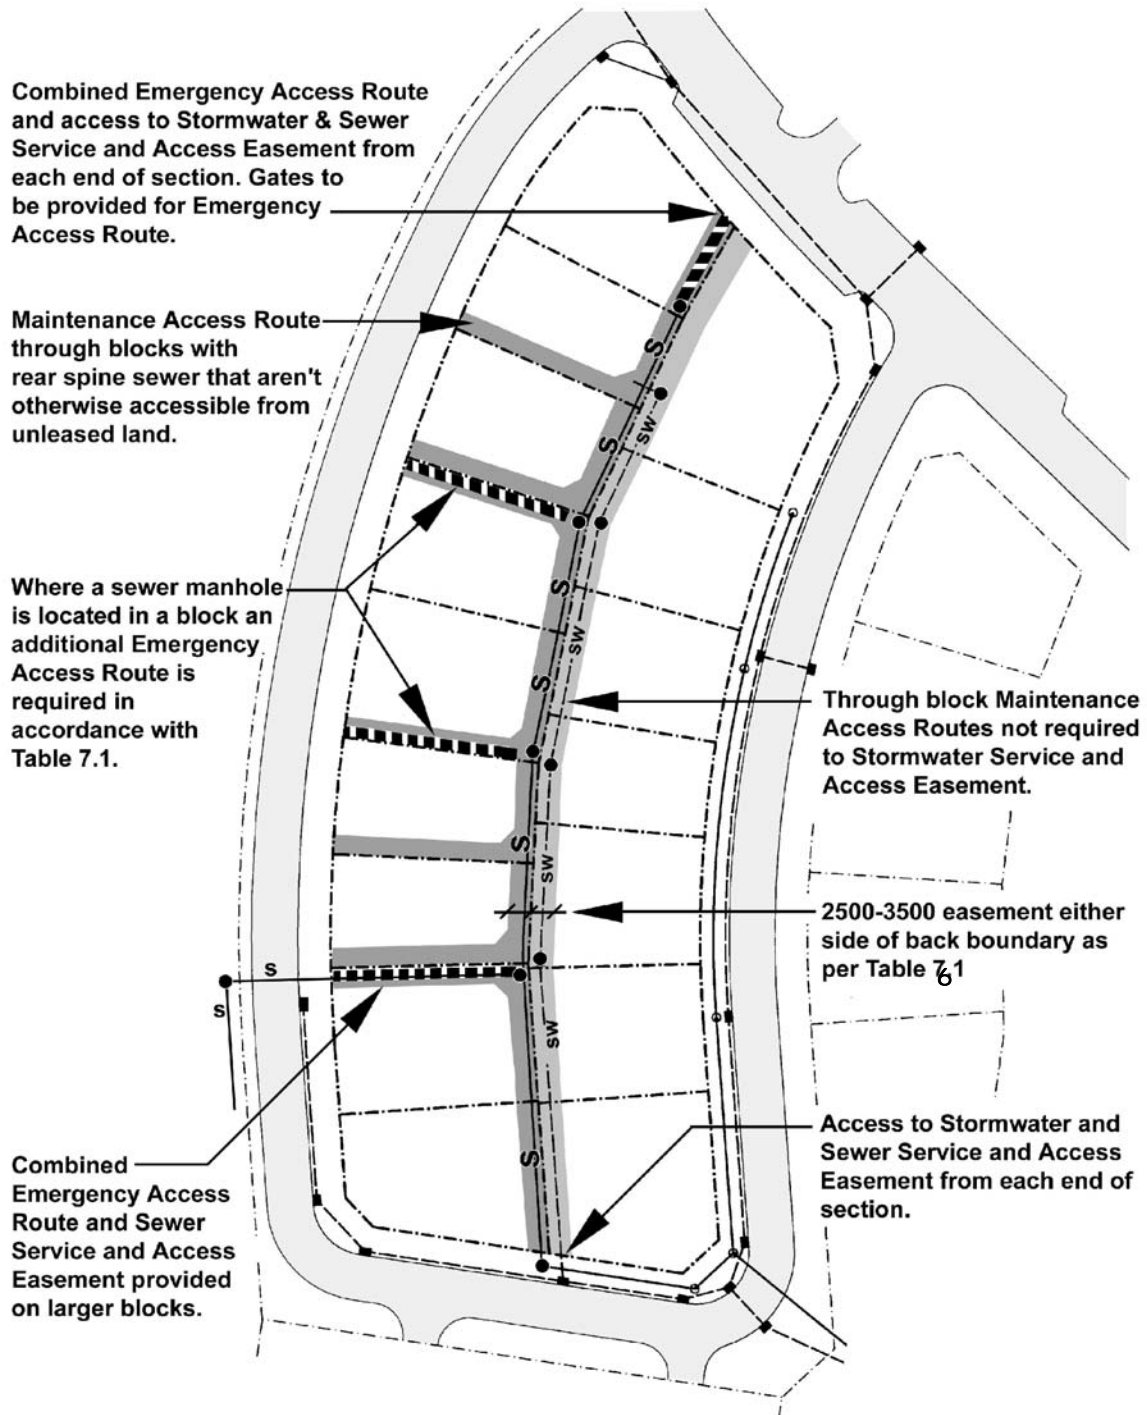 Combined Emergency Access Route
and access to Stormwater & Sewer
Service and Access Easement from
each end of section. Gates to
be provided for Emergency
Access Route.
Maintenance Access Route
through blocks with
rear spine sewer that aren't
otherwise accessible from
unleased land.
Where a sewer manhole
is located in a block an
additional Emergency
Access Route is
required in
accordance with
Table 7.1.
Combined
Emergency Access
Route and Sewer
Service and Access
Easement provided
on larger blocks.
S
sw
S
S
sw
S
S
sw
sw
S
s
s
Through block Maintenance
Access Routes not required
to Stormwater Service and
Access Easement.
2500-3500 easement either
side of back boundary as
per Table 7.1
6
Access to Stormwater and
Sewer Service and Access
Easement from each end of
section.